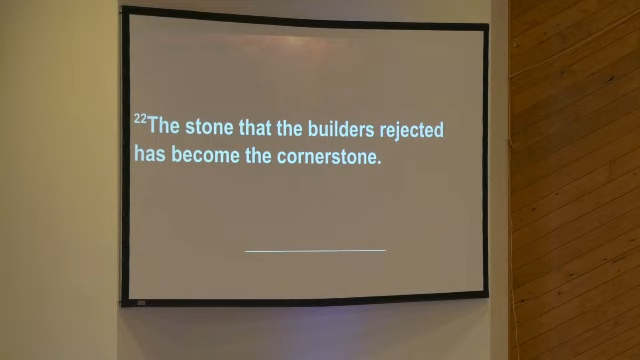 22The stone that the builders rejected
has become the cornerstone.